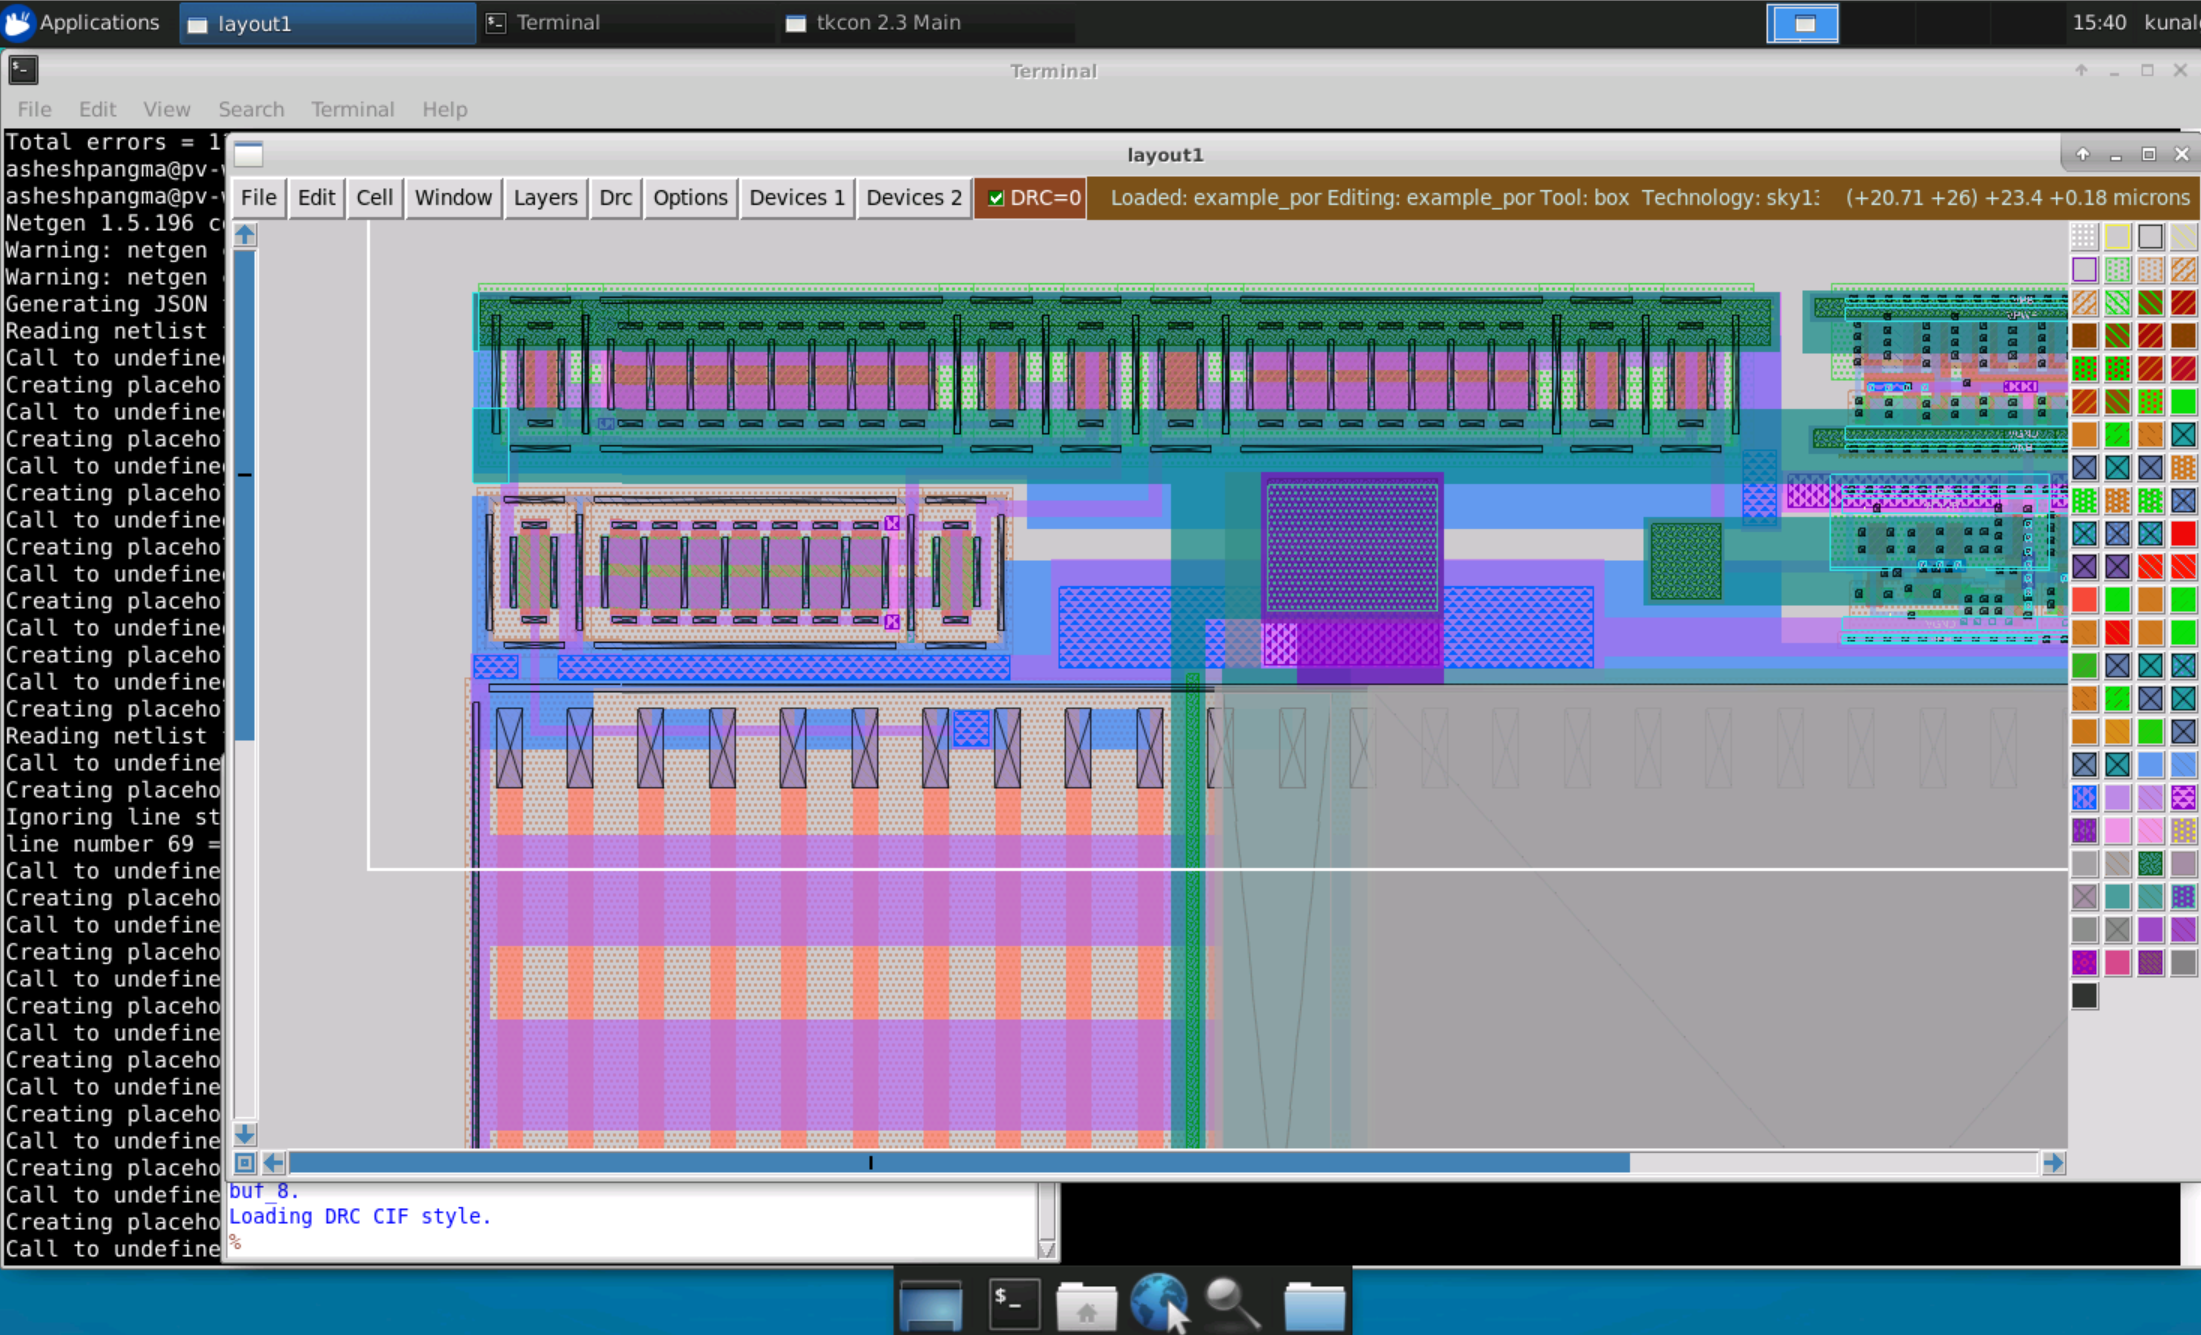 Applications layout1 Terminal tkcon 2.3 Main 15:40
Terminal
File Edit View Search Terminal Help
Total errors = 1
asheshpangma@pv-
asheshpangma@pv-
Netgen 1.5.196
Warning: netgen
Warning: netgen
Generating JSON
Reading netlist
Call to undefine
Creating placeho
Call to undefine
Creating placeho
Call to undefine
Creating placeho
Call to undefine
Creating placeho
Call to undefine
Creating placeho
Call to undefine
Creating placeho
Call to undefine
Creating placeho
Reading netlist
Call to undefine
Creating placeho
Ignoring line st
line number 69 =
Call to undefine
Creating placeho
Call to undefine
Creating placeho
Call to undefine
Creating placeho
Call to undefine
Creating placeho
Call to undefine
Creating placeho
Call to undefine
Creating placeho
Call to undefine
Creating placeho
Call to undefine
layout1
File Edit Cell Window Layers Drc Options Devices 1 Devices 2 DRC=0 Loaded: example_por Editing: example_por Tool: box Technology: sky13 (+20.71 +26) +23.4 +0.18 microns
buf_8.
Loading DRC CIF style.
%
$_